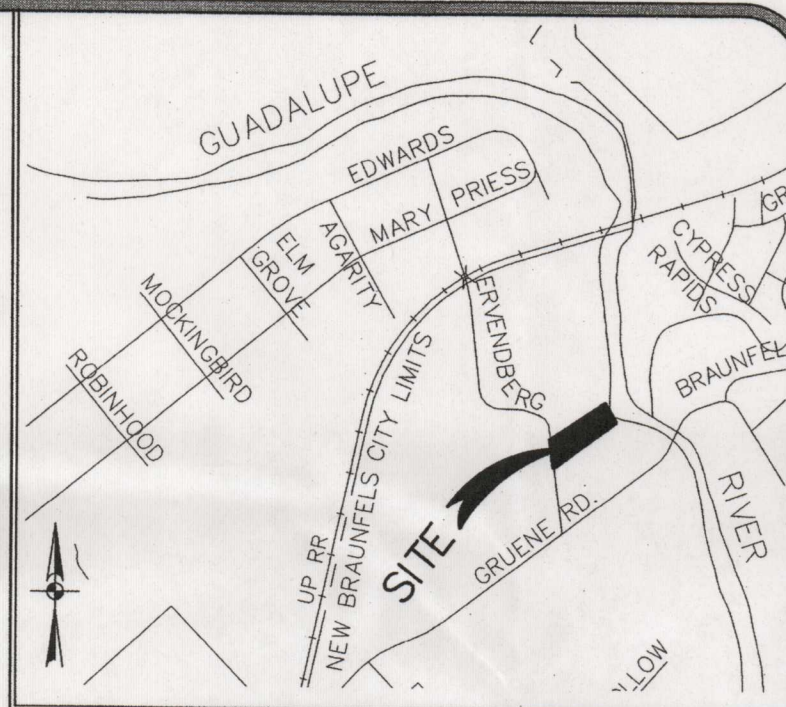 GUADALUPE
EDWARDS
MARY PRIESS
AGARITY
ELM
GROVE
MOCKINGBIRD
ROBINHOOD
CYPRESS
RAPIDS
GR
ERVENDBERG
BRAUNFEL
UP RR
NEW BRAUNFELS CITY LIMITS
SITE
GRUENE RD.
RIVER
LLOW